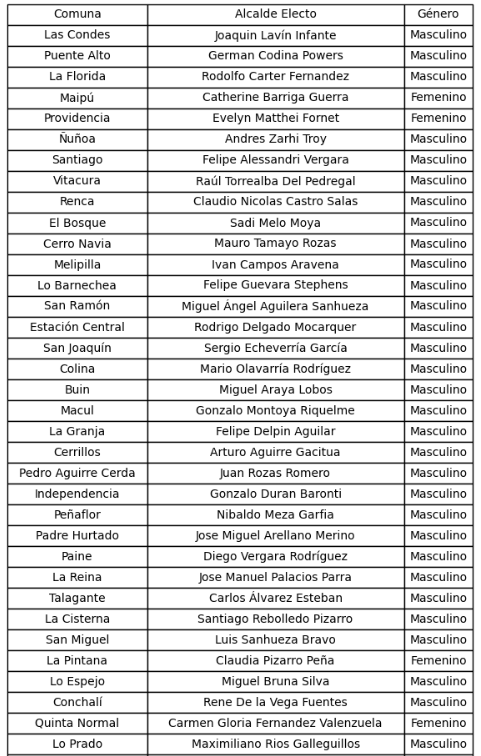 Comuna Alcalde Electo Género
Las Condes Joaquin Lavín Infante Masculino
Puente Alto German Codina Powers Masculino
La Florida Rodolfo Carter Fernandez Masculino
Maipú Catherine Barriga Guerra Femenino
Providencia Evelyn Matthei Fornet Femenino
Ñuñoa Andres Zarhi Troy Masculino
Santiago Felipe Alessandri Vergara Masculino
Vitacura Raúl Torrealba Del Pedregal Masculino
Renca Claudio Nicolas Castro Salas Masculino
El Bosque Sadi Melo Moya Masculino
Cerro Navia Mauro Tamayo Rozas Masculino
Melipilla Ivan Campos Aravena Masculino
Lo Barnechea Felipe Guevara Stephens Masculino
San Ramón Miguel Ángel Aguilera Sanhueza Masculino
Estación Central Rodrigo Delgado Mocarquer Masculino
San Joaquín Sergio Echeverría García Masculino
Colina Mario Olavarría Rodríguez Masculino
Buin Miguel Araya Lobos Masculino
Macul Gonzalo Montoya Riquelme Masculino
La Granja Felipe Delpin Aguilar Masculino
Cerrillos Arturo Aguirre Gacitua Masculino
Pedro Aguirre Cerda Juan Rozas Romero Masculino
Independencia Gonzalo Duran Baronti Masculino
Peñaflor Nibaldo Meza Garfia Masculino
Padre Hurtado Jose Miguel Arellano Merino Masculino
Paine Diego Vergara Rodríguez Masculino
La Reina Jose Manuel Palacios Parra Masculino
Talagante Carlos Álvarez Esteban Masculino
La Cisterna Santiago Rebolledo Pizarro Masculino
San Miguel Luis Sanhueza Bravo Masculino
La Pintana Claudia Pizarro Peña Femenino
Lo Espejo Miguel Bruna Silva Masculino
Conchalí Rene De la Vega Fuentes Masculino
Quinta Normal Carmen Gloria Fernandez Valenzuela Femenino
Lo Prado Maximiliano Rios Galleguillos Masculino